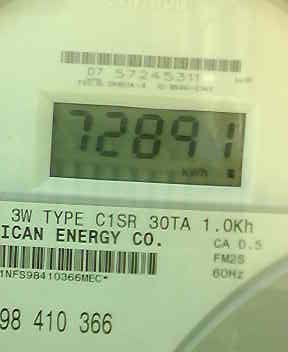 07 57245311
72891
kWh
3W TYPE C1SR 30TA 1.0Kh
ICAN ENERGY CO.
CA 0.5
FM2S
60Hz
1NFS98410366MEC*
98 410 366